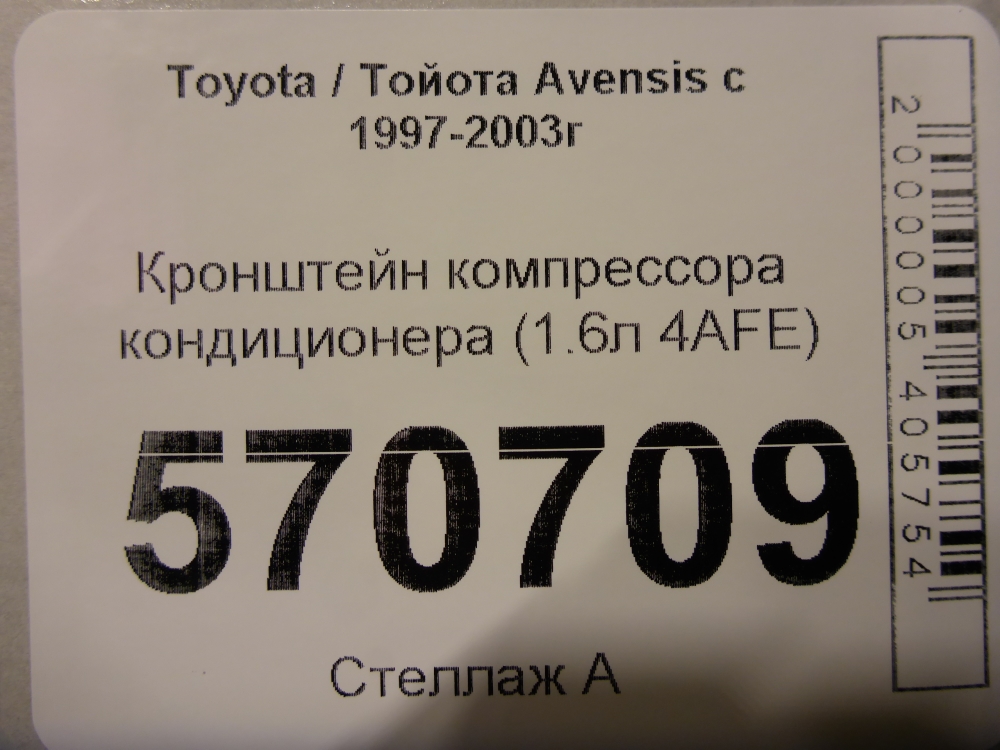 Toyota / Тойота Avensis с
1997-2003г
Кронштейн компрессора
кондиционера (1.6л 4AFE)
570709
Стеллаж А
2000005405754